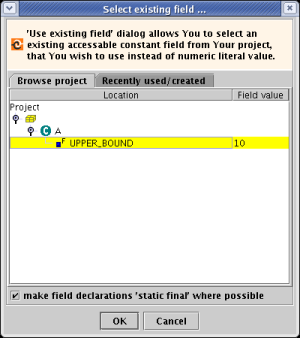 Select existing field ...
'Use existing field' dialog allows You to select an
existing accessable constant field from Your project,
that You wish to use instead of numeric literal value.
Browse project Recently used/created
Location Field value
Project
C A
F UPPER_BOUND 10
make field declarations 'static final' where possible
OK Cancel